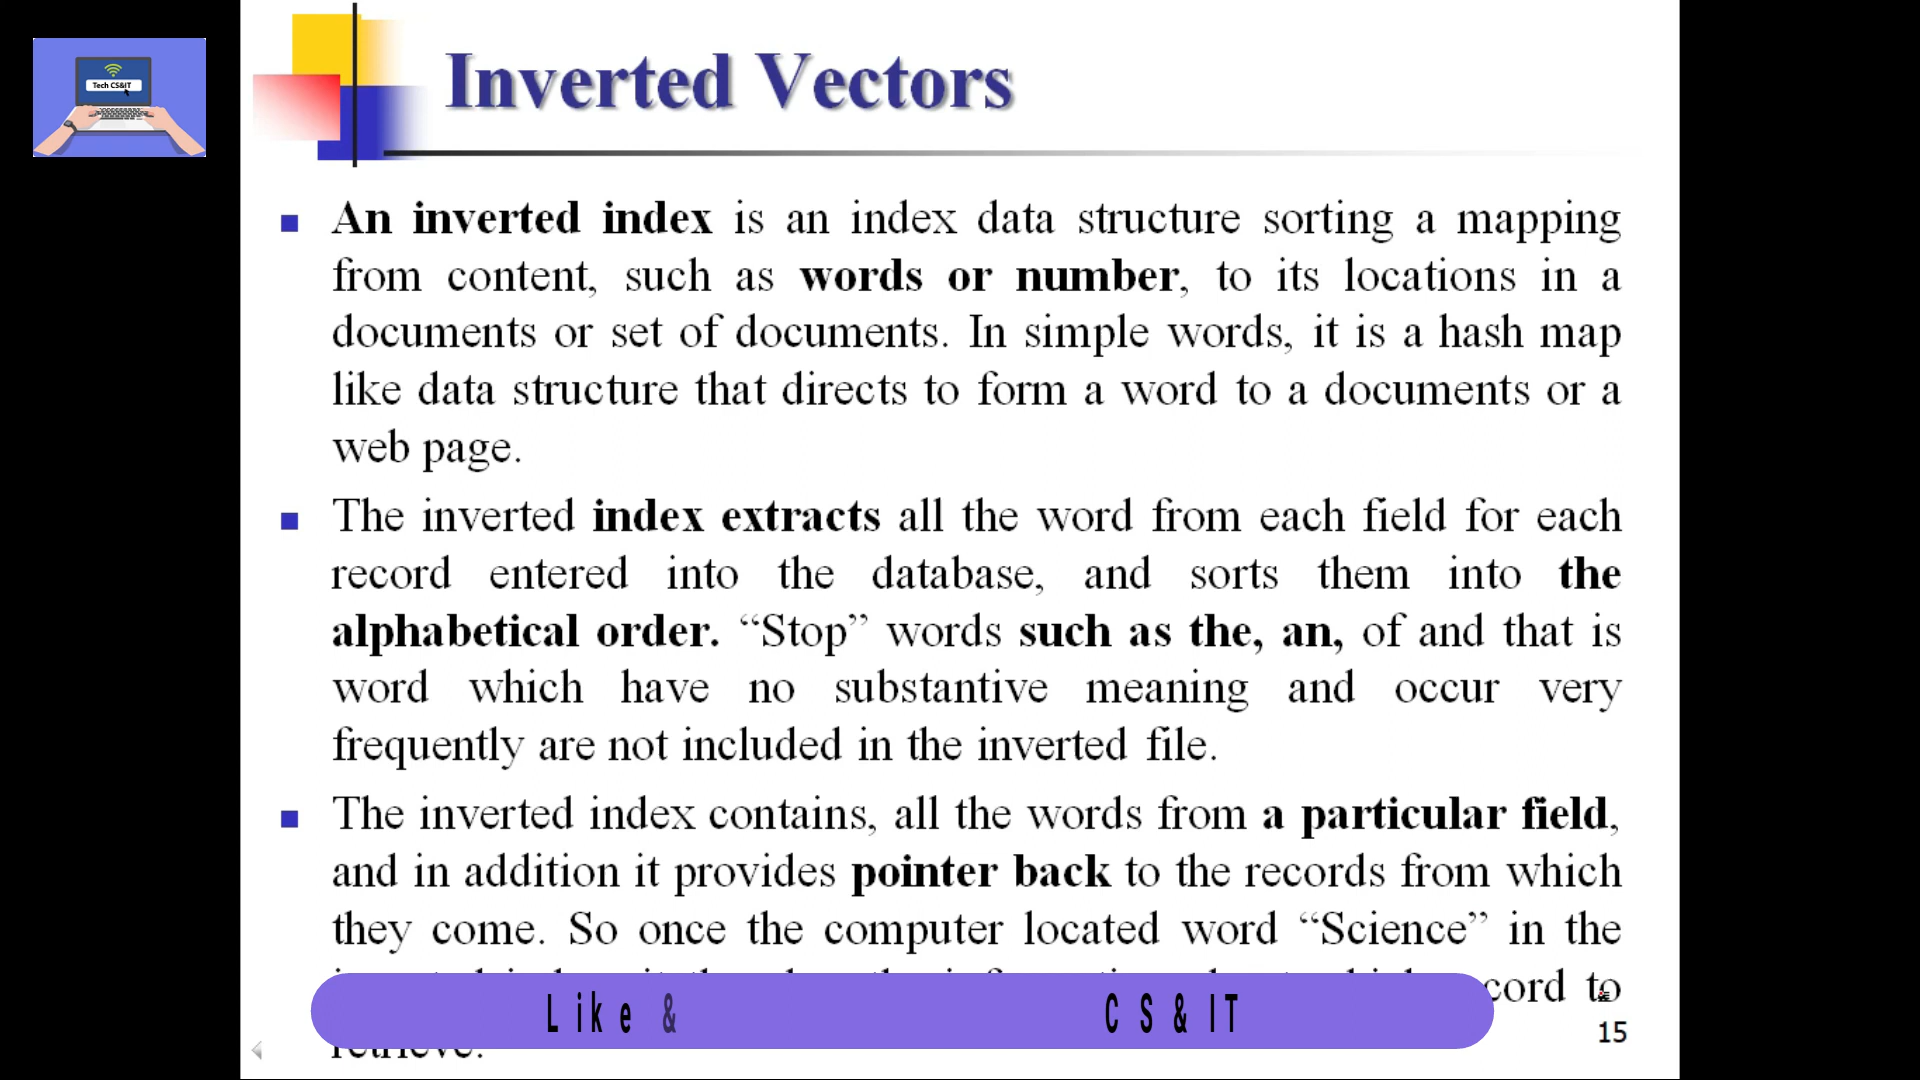 Tech CS&IT
Inverted Vectors
An inverted index is an index data structure sorting a mapping
from content, such as words or number, to its locations in a
documents or set of documents. In simple words, it is a hash map
like data structure that directs to form a word to a documents or a
web page.
The inverted index extracts all the word from each field for each
record entered into the database, and sorts them into the
alphabetical order. “Stop” words such as the, an, of and that is
word which have no substantive meaning and occur very
frequently are not included in the inverted file.
The inverted index contains, all the words from a particular field,
and in addition it provides pointer back to the records from which
they come. So once the computer located word “Science” in the
to
retrieve.
Like & CS&IT
15